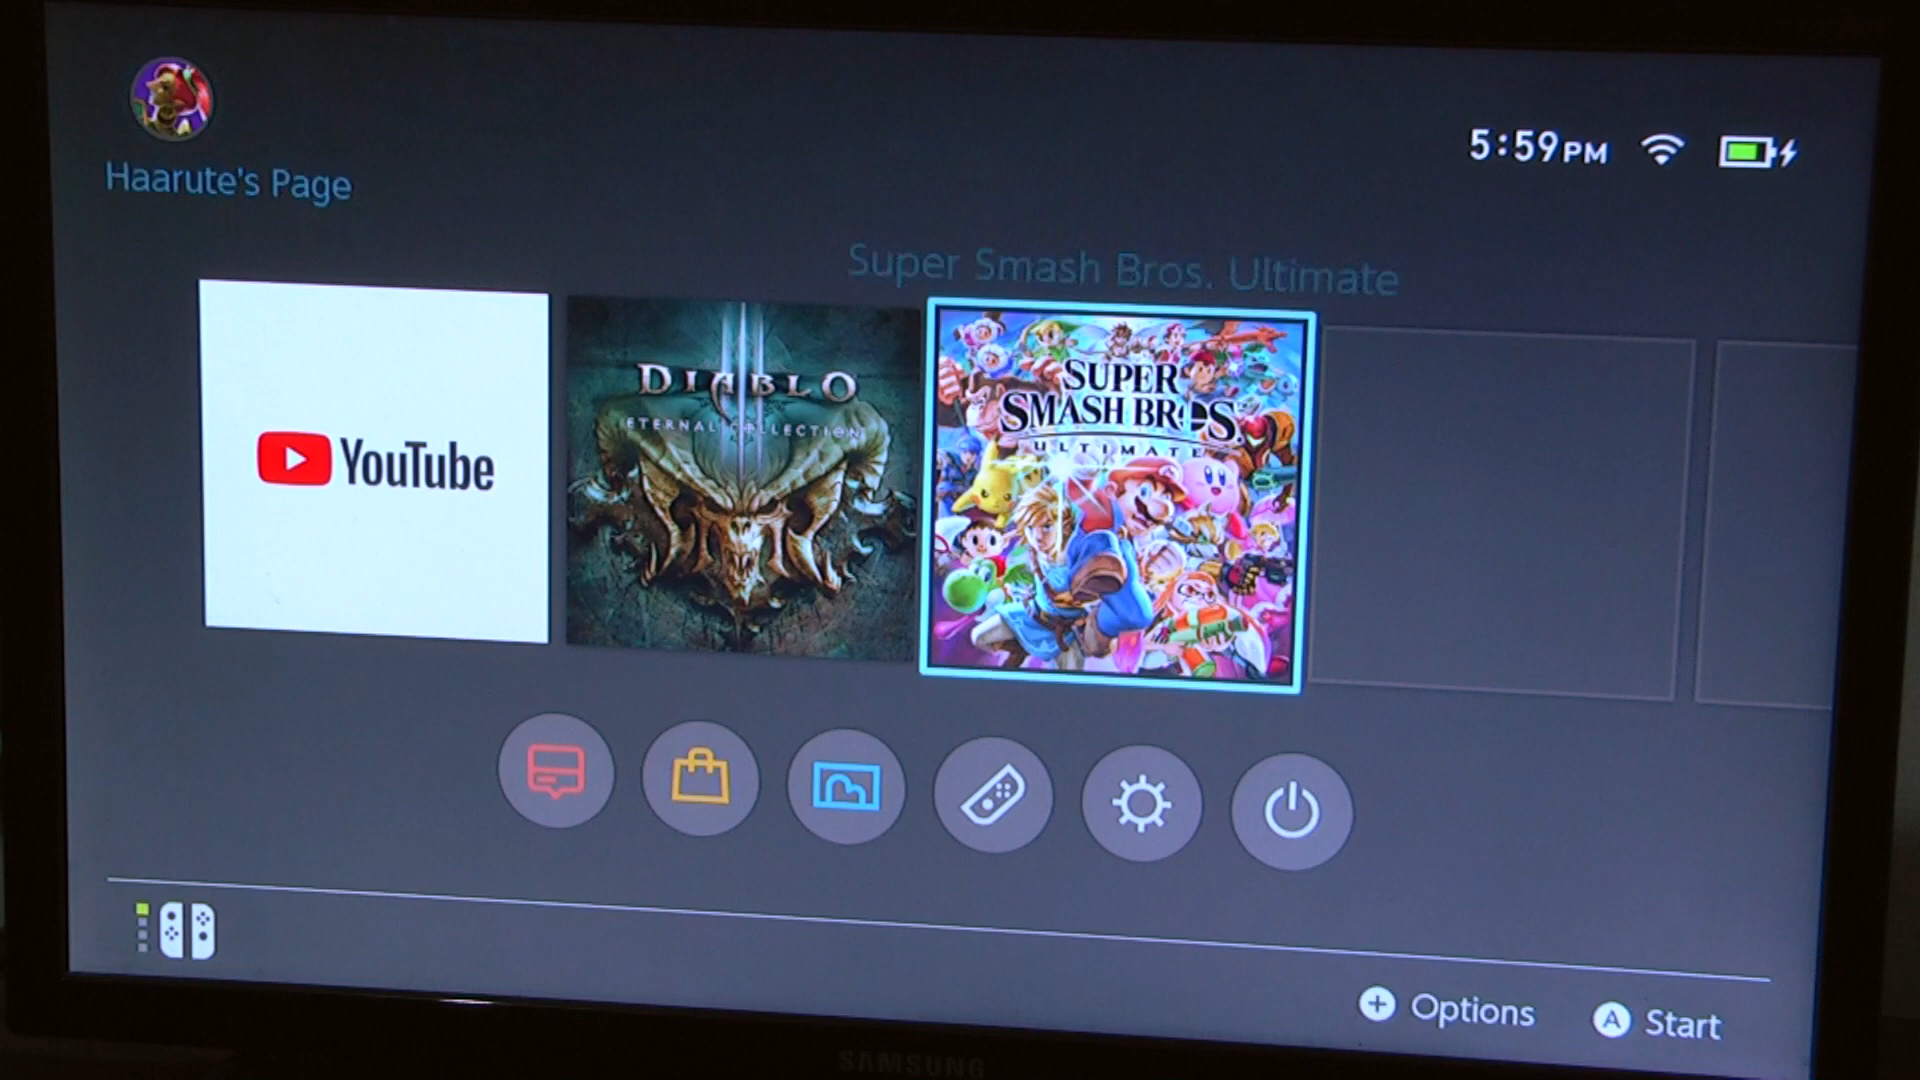 Haarute's Page
5:59PM
Super Smash Bros. Ultimate
YouTube
DIABLO
ETERNAL COLLECTION
SUPER
SMASH BROS.
ULTIMATE
+ Options
A Start
SAMSUNG